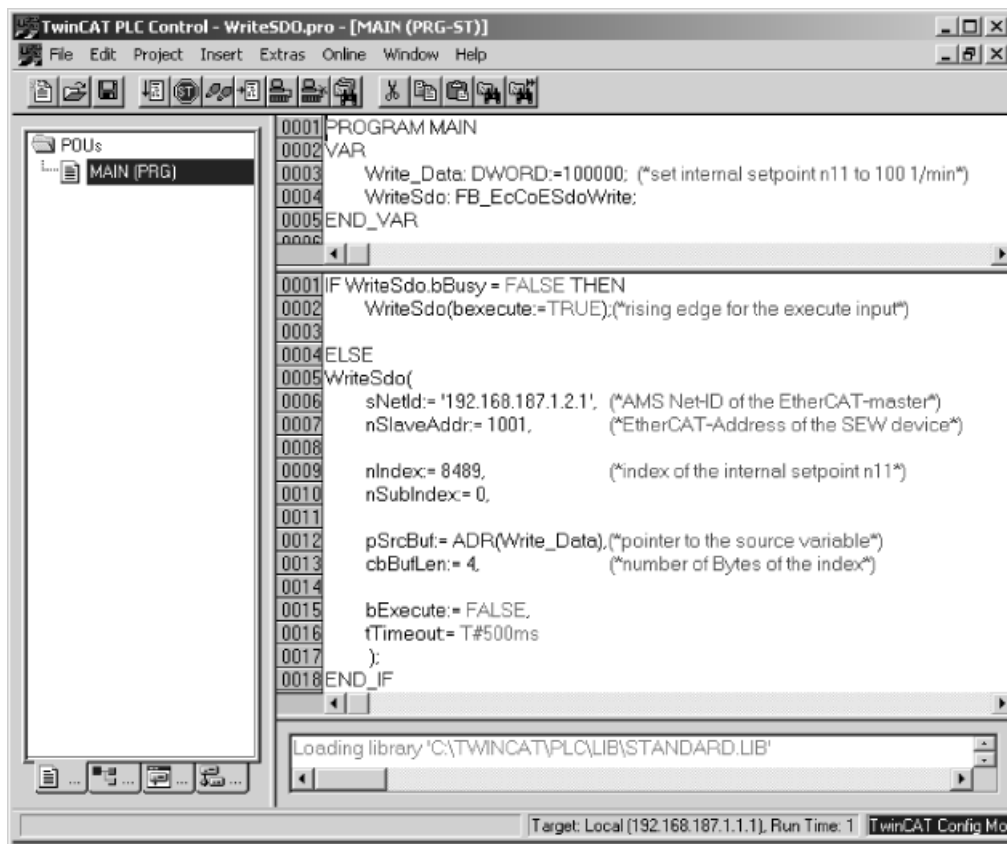 TwinCAT PLC Control - WriteSDO.pro - [MAIN (PRG-ST)]
File Edit Project Insert Extras Online Window Help
POUs
MAIN (PRG)
0001 PROGRAM MAIN
0002 VAR
0003 Write_Data: DWORD:=100000; (*set internal setpoint n11 to 100 1/min*)
0004 WriteSdo: FB_EcCoESdoWrite;
0005 END_VAR
0006
0001 IF WriteSdo.bBusy = FALSE THEN
0002 WriteSdo(bexecute:=TRUE);(*rising edge for the execute input*)
0003
0004 ELSE
0005 WriteSdo(
0006 sNetId:= '192.168.187.1.2.1', (*AMS Net-ID of the EtherCAT-master*)
0007 nSlaveAddr:= 1001, (*EtherCAT-Address of the SEW device*)
0008
0009 nIndex:= 8489, (*index of the internal setpoint n11*)
0010 nSubIndex:= 0,
0011
0012 pSrcBuf:= ADR(Write_Data),(*pointer to the source variable*)
0013 cbBufLen:= 4, (*number of Bytes of the index*)
0014
0015 bExecute:= FALSE,
0016 tTimeout:= T#500ms
0017 );
0018 END_IF
Loading library 'C:\TWINCAT\PLC\LIB\STANDARD.LIB'
... ... ... ...
Target: Local (192.168.187.1.1.1), Run Time: 1 TwinCAT Config Mo